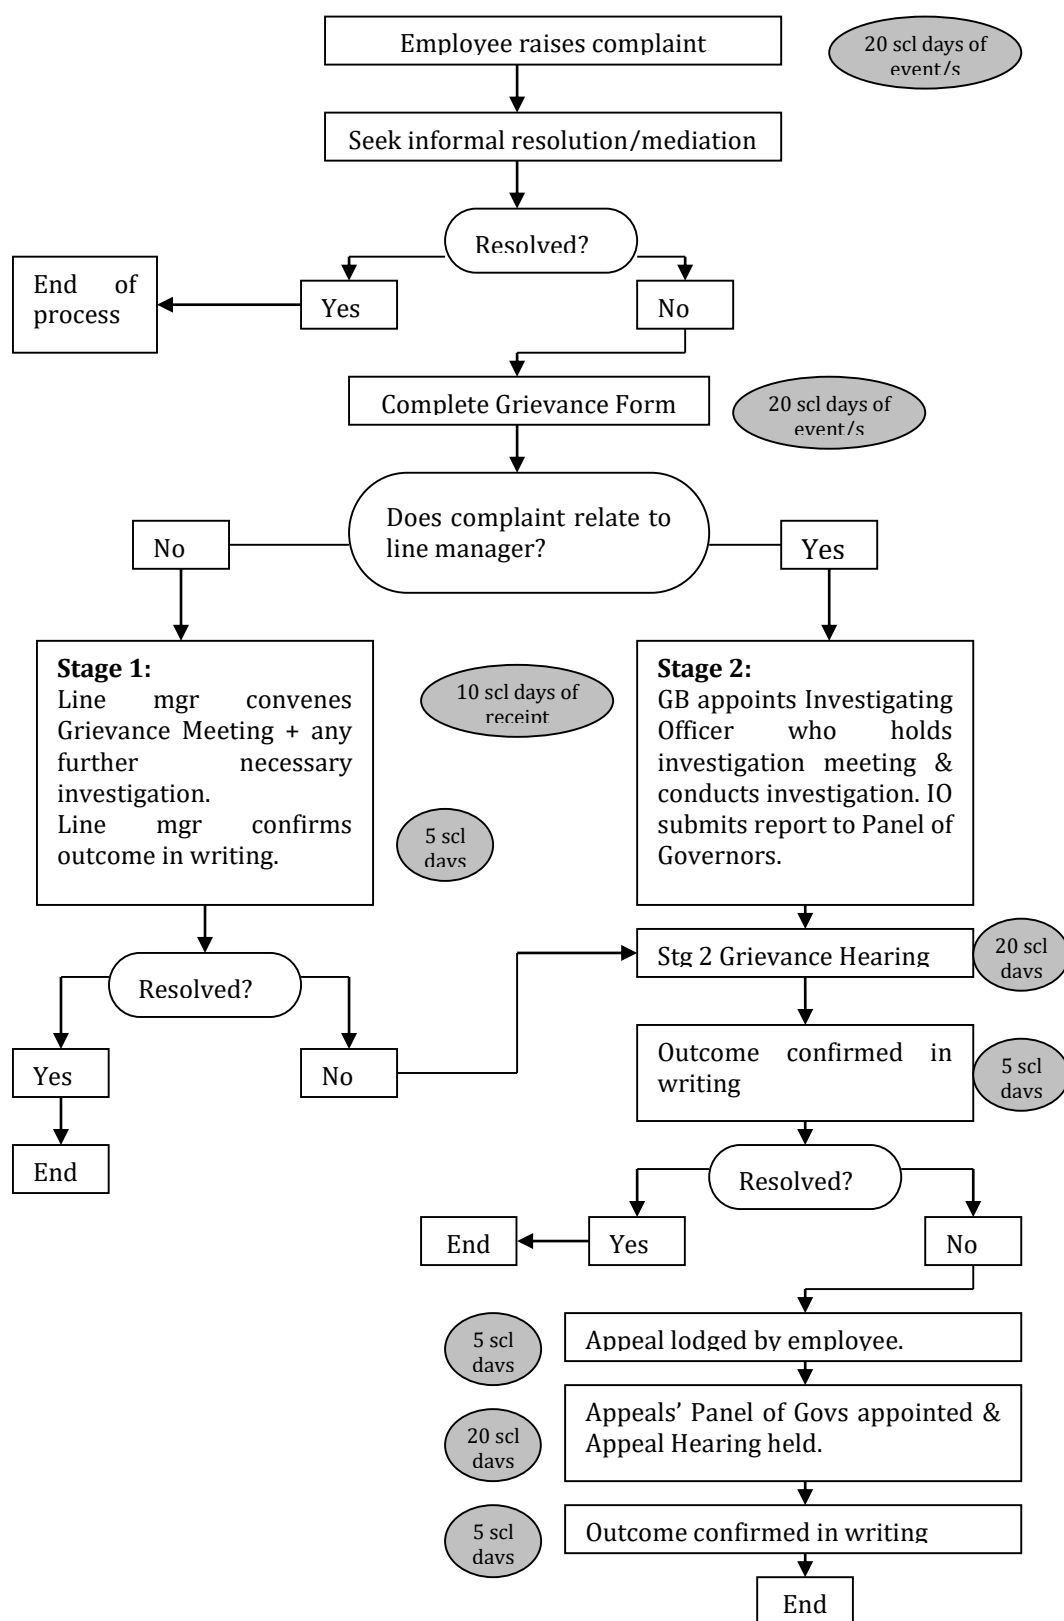 Employee raises complaint
20 scl days of
event/s
Seek informal resolution/mediation
Resolved?
End of
process
Yes
No
Complete Grievance Form
20 scl days of
event/s
Does complaint relate to
line manager?
No
Yes
Stage 1:
Line mgr convenes
Grievance Meeting + any
further necessary
investigation.
Line mgr confirms
outcome in writing.
10 scl days of
receipt
5 scl
days
Stage 2:
GB appoints Investigating
Officer who holds
investigation meeting &
conducts investigation. IO
submits report to Panel of
Governors.
Stg 2 Grievance Hearing
20 scl
days
Resolved?
Yes
No
End
Outcome confirmed in
writing
5 scl
days
Resolved?
End
Yes
No
5 scl
days
Appeal lodged by employee.
20 scl
days
Appeals’ Panel of Govs appointed &
Appeal Hearing held.
5 scl
days
Outcome confirmed in writing
End